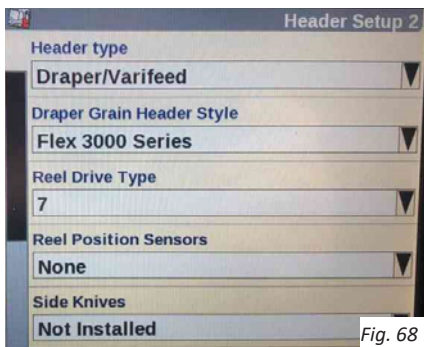 Header Setup 2
Header type
Draper/Varifeed
Draper Grain Header Style
Flex 3000 Series
Reel Drive Type
7
Reel Position Sensors
None
Side Knives
Not Installed
Fig. 68